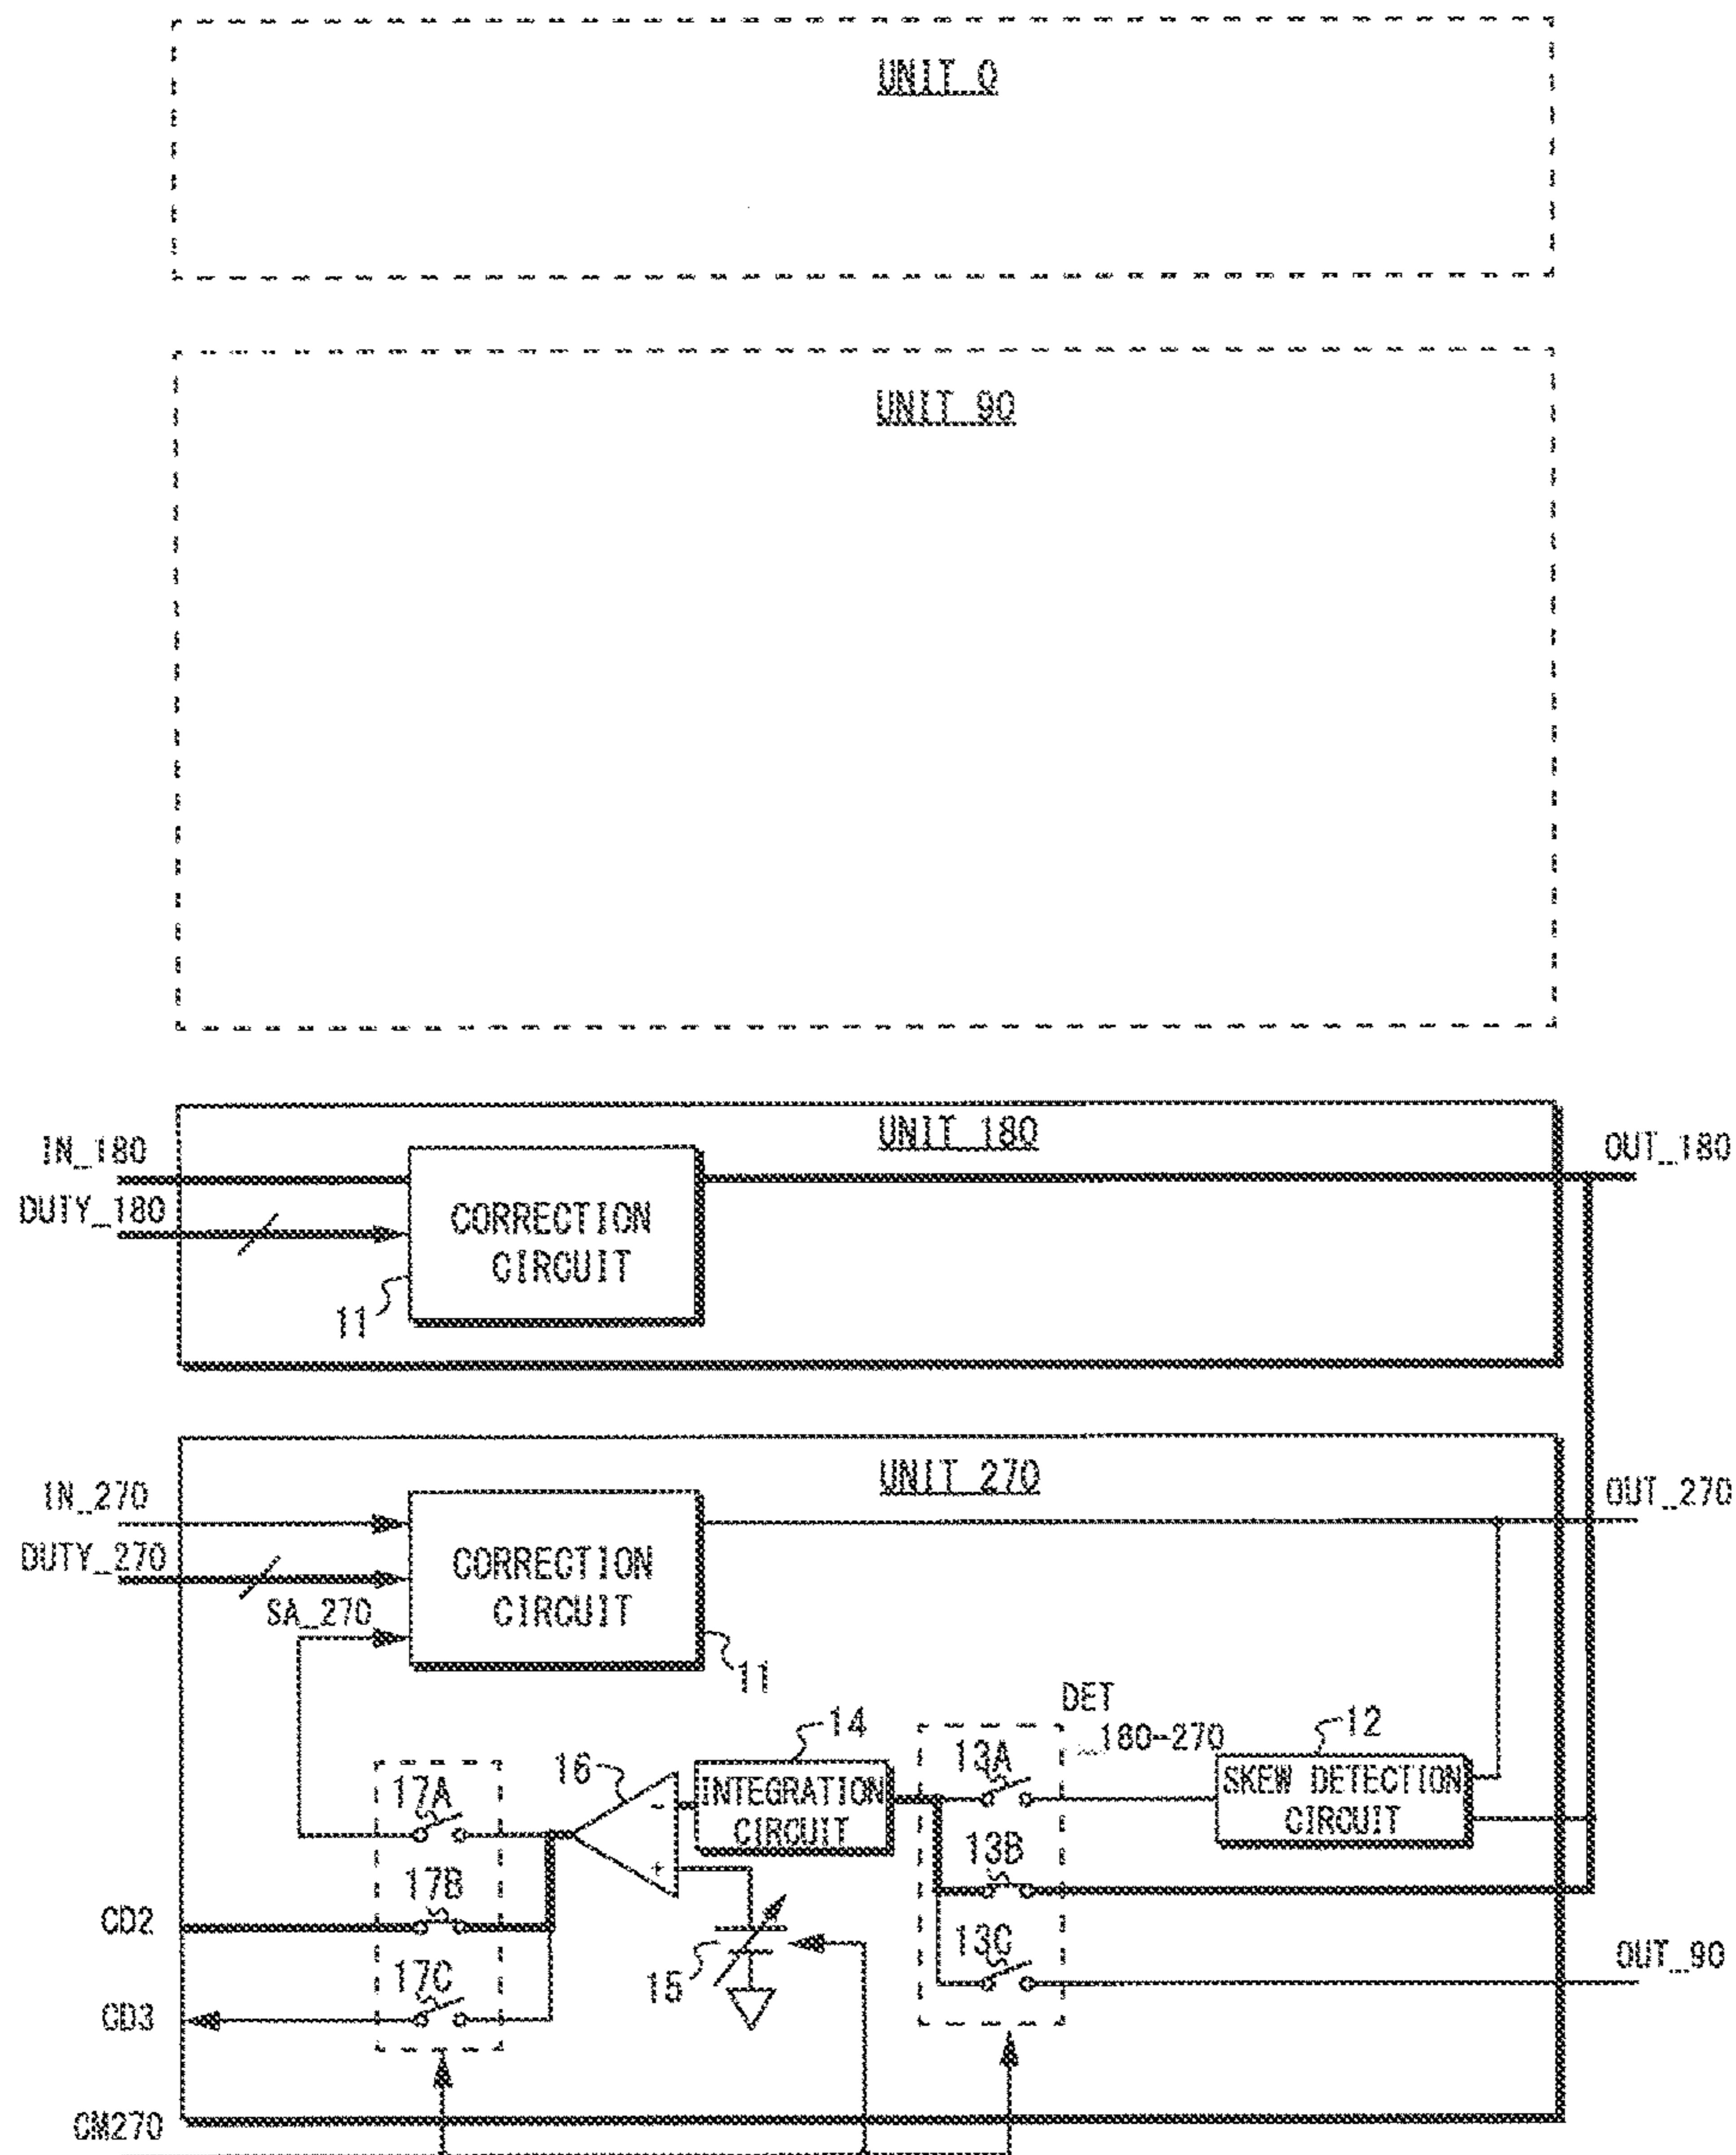 UNIT_0
UNIT_90
UNIT_180
IN_180
OUT_180
DUTY_180
CORRECTION
CIRCUIT
11
UNIT_270
IN_270
OUT_270
DUTY_270
CORRECTION
CIRCUIT
SA_270
11
DET
_180-270
14
12
16
13A
17A
INTEGRATION
CIRCUIT
SKEW DETECTION
CIRCUIT
-
+
13B
17B
CD2
13C
OUT_90
17C
15
CD3
CM270